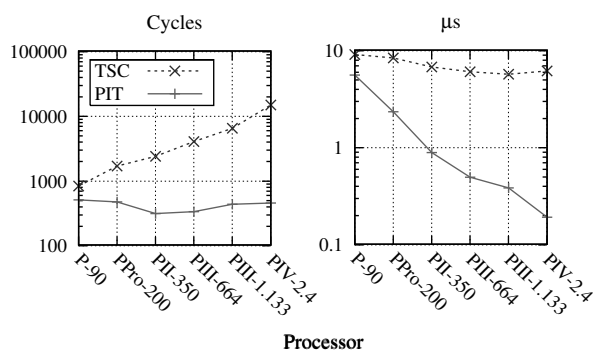 Cycles
µs
100000
10000
1000
100
TSC
PIT
10
1
0.1
P-90
PPro-200
PII-350
PIII-664
PIII-1.133
PIV-2.4
P-90
PPro-200
PII-350
PIII-664
PIII-1.133
PIV-2.4
Processor